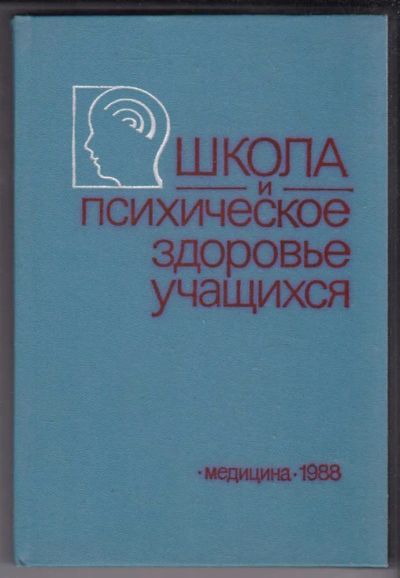 ШКОЛА
и
ПСИХИЧЕСКОЕ
ЗДОРОВЬЕ
УЧАЩИХСЯ
·медицина·1988